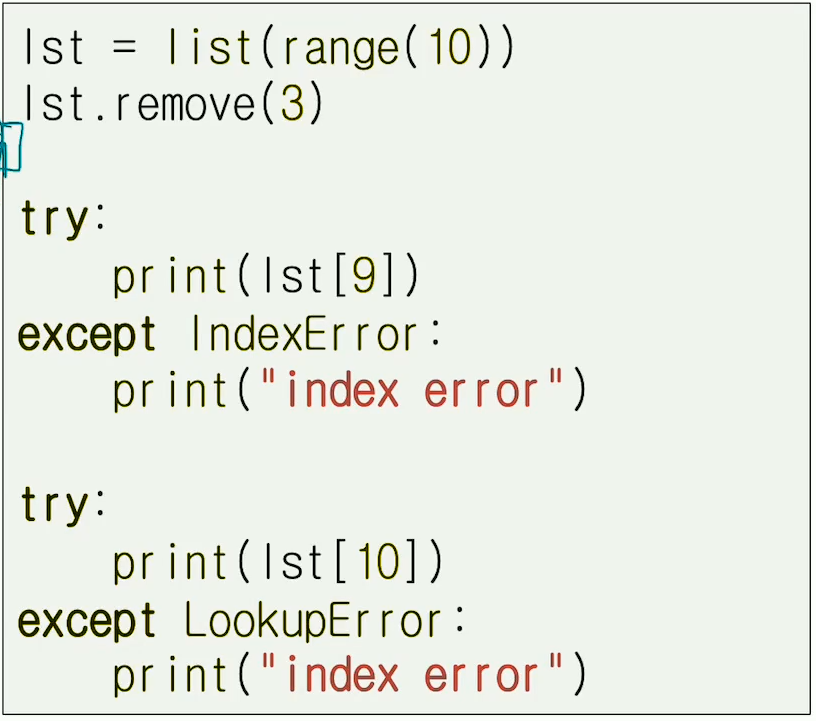 lst = list(range(10))
lst.remove(3)
try:
    print(lst[9])
except IndexError:
    print("index error")
try:
    print(lst[10])
except LookupError:
    print("index error")